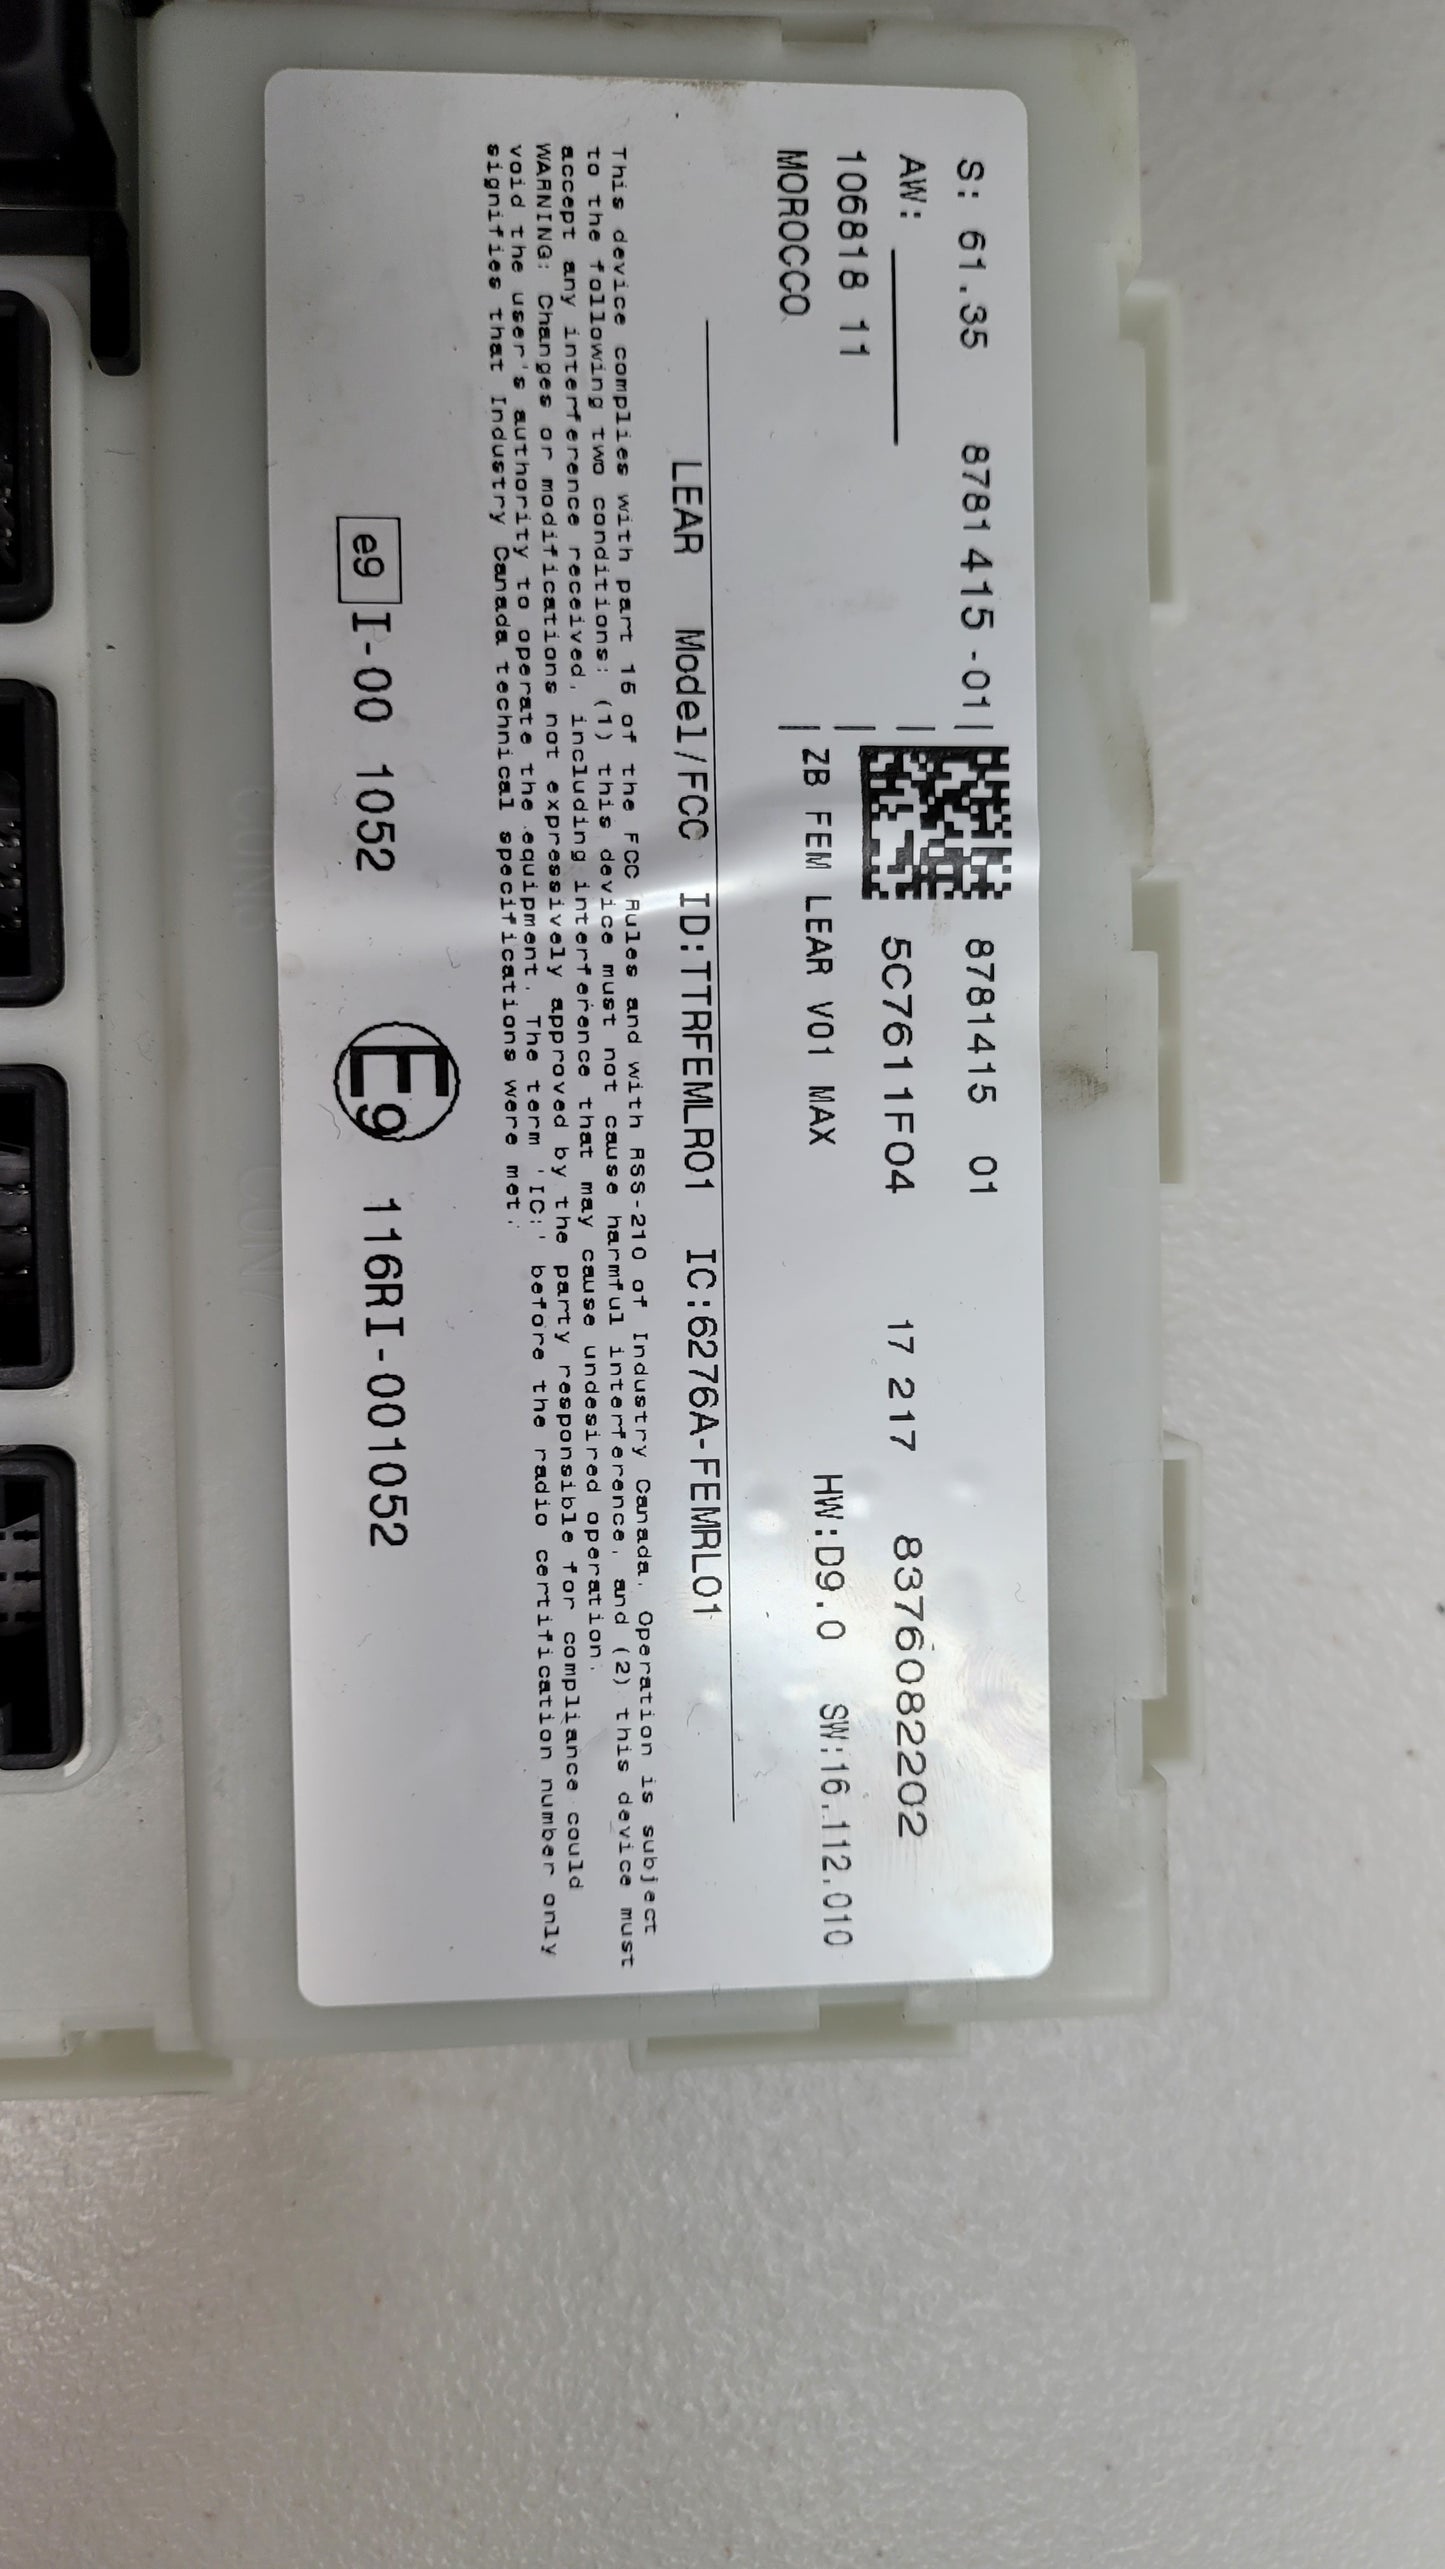 S: 61.35 8781415-01| 8781415 01
AW: ______ | 5C7611F04 17 217 8376082202
106818 11 |
MOROCCO | ZB FEM LEAR V01 MAX HW:D9.0 SW:16.112.010
LEAR Model/FCC ID:TTRFEMLR01 IC:6276A-FEMRL01
This device complies with part 15 of the FCC Rules and with RSS-210 of Industry Canada. Operation is subject
to the following two conditions: (1) this device must not cause harmful interference, and (2) this device must
accept any interference received, including interference that may cause undesired operation.
WARNING: Changes or modifications not expressively approved by the party responsible for compliance could
void the user's authority to operate the equipment. The term 'IC:' before the radio certification number only
signifies that Industry Canada technical specifications were met.
e9 I-00 1052 E9 116RI-001052